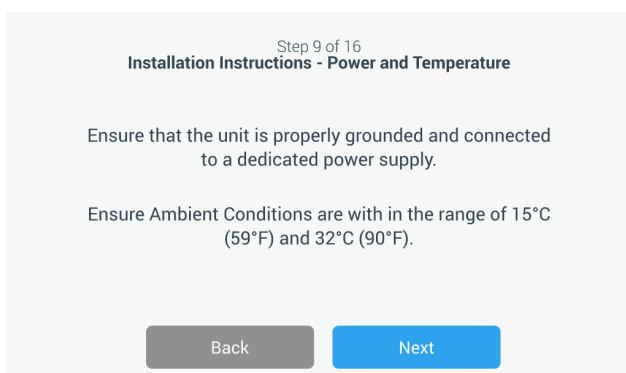 Step 9 of 16
Installation Instructions - Power and Temperature
Ensure that the unit is properly grounded and connected
to a dedicated power supply.
Ensure Ambient Conditions are with in the range of 15°C
(59°F) and 32°C (90°F).
Back
Next